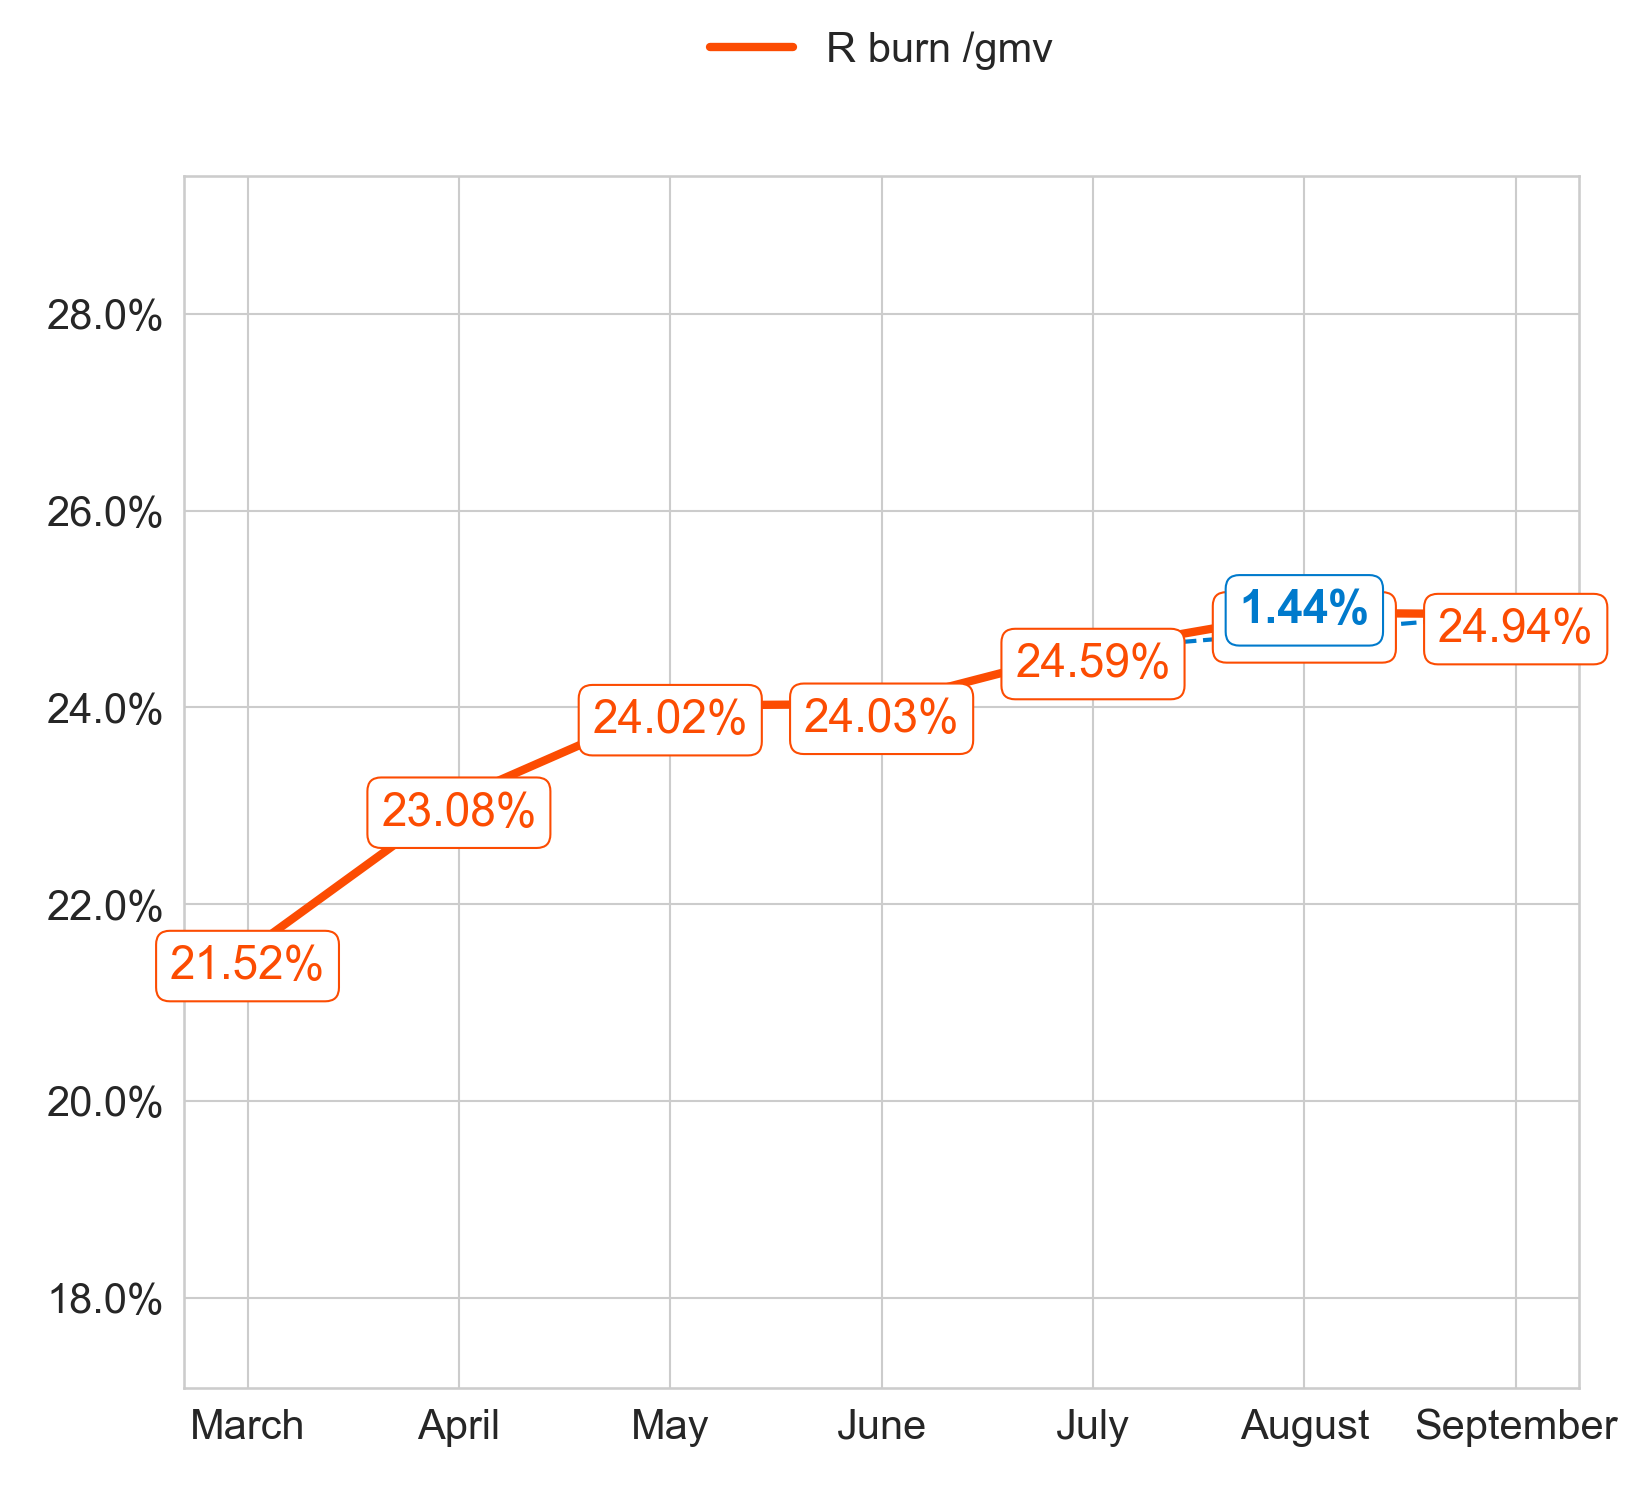 R burn /gmv
28.0%
26.0%
24.0%
22.0%
20.0%
18.0%
21.52%
23.08%
24.02%
24.03%
24.59%
1.44%
24.94%
March
April
May
June
July
August
September